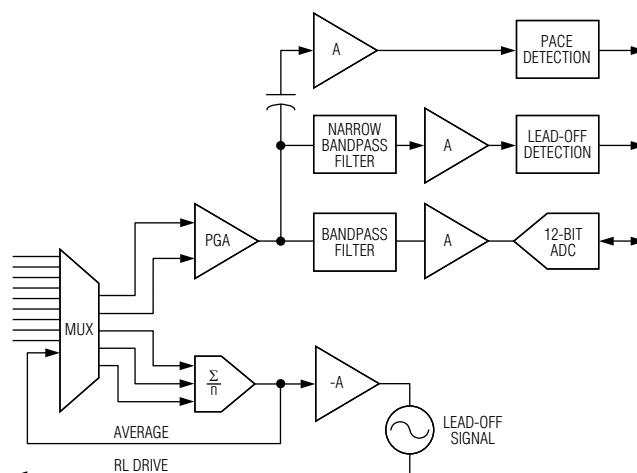 A
PACE
DETECTION
NARROW
BANDPASS
FILTER
A
LEAD-OFF
DETECTION
PGA
BANDPASS
FILTER
A
12-BIT
ADC
MUX
Σ
n
-A
LEAD-OFF
SIGNAL
AVERAGE
RL DRIVE